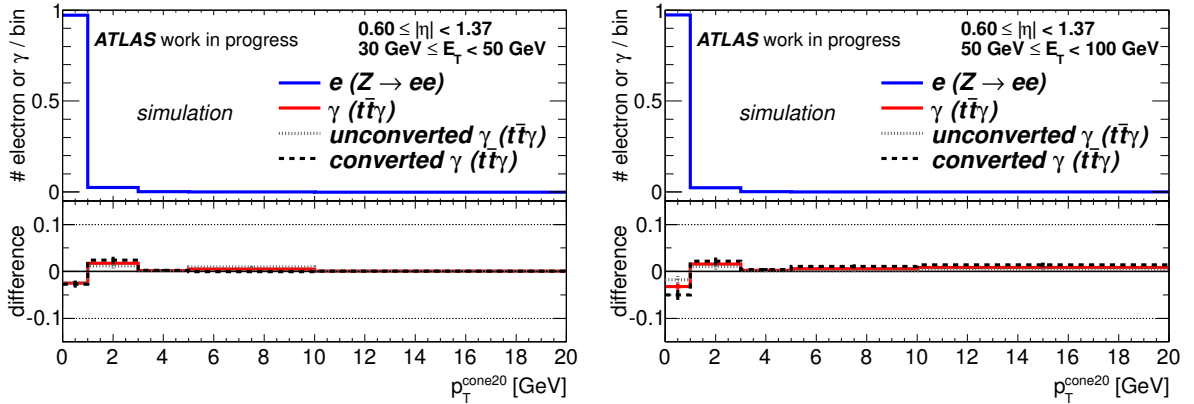 # electron or γ / bin
1
0.5
0
ATLAS work in progress
0.60 ≤ |η| < 1.37
30 GeV ≤ E_T < 50 GeV
simulation
e (Z → ee)
γ (tt̄γ)
unconverted γ (tt̄γ)
converted γ (tt̄γ)
difference
0.1
0
-0.1
0 2 4 6 8 10 12 14 16 18 20
p_T^cone20 [GeV]
# electron or γ / bin
1
0.5
0
ATLAS work in progress
0.60 ≤ |η| < 1.37
50 GeV ≤ E_T < 100 GeV
simulation
e (Z → ee)
γ (tt̄γ)
unconverted γ (tt̄γ)
converted γ (tt̄γ)
difference
0.1
0
-0.1
0 2 4 6 8 10 12 14 16 18 20
p_T^cone20 [GeV]